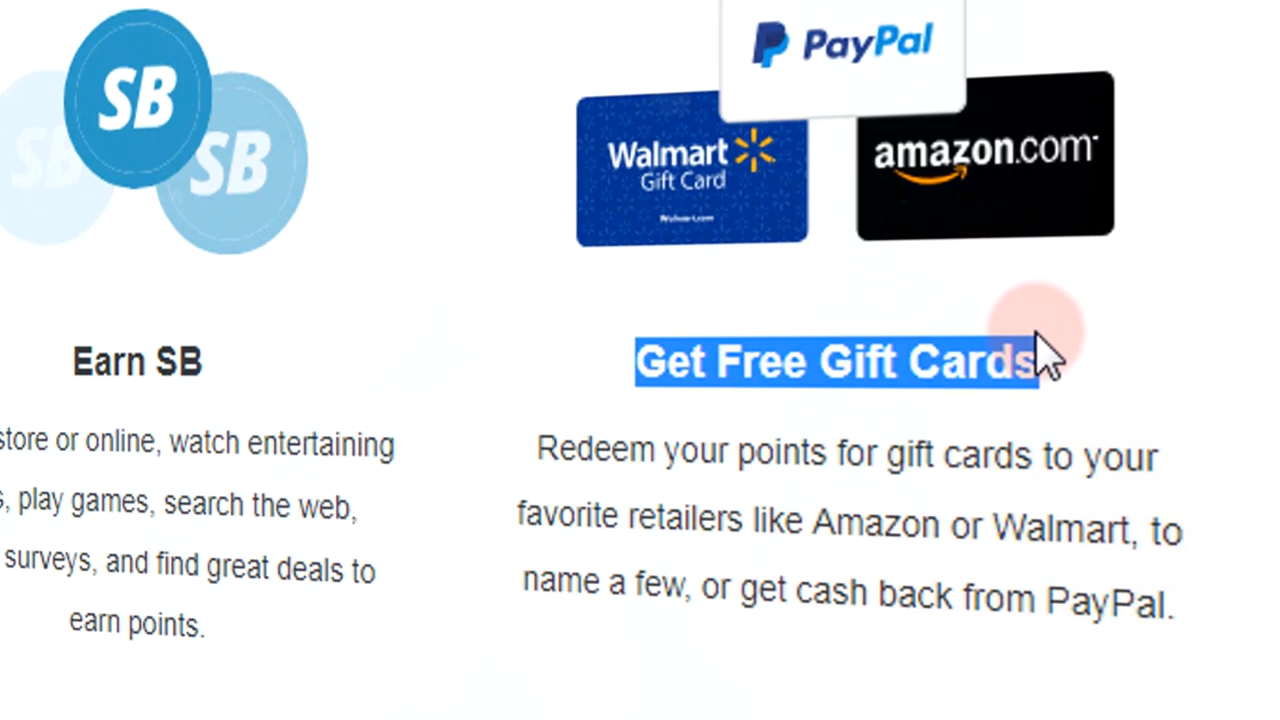 SB
SB
SB
PayPal
Walmart
Gift Card
Walmart.com
amazon.com
Earn SB
store or online, watch entertaining
s, play games, search the web,
surveys, and find great deals to
earn points.
Get Free Gift Cards
Redeem your points for gift cards to your
favorite retailers like Amazon or Walmart, to
name a few, or get cash back from PayPal.